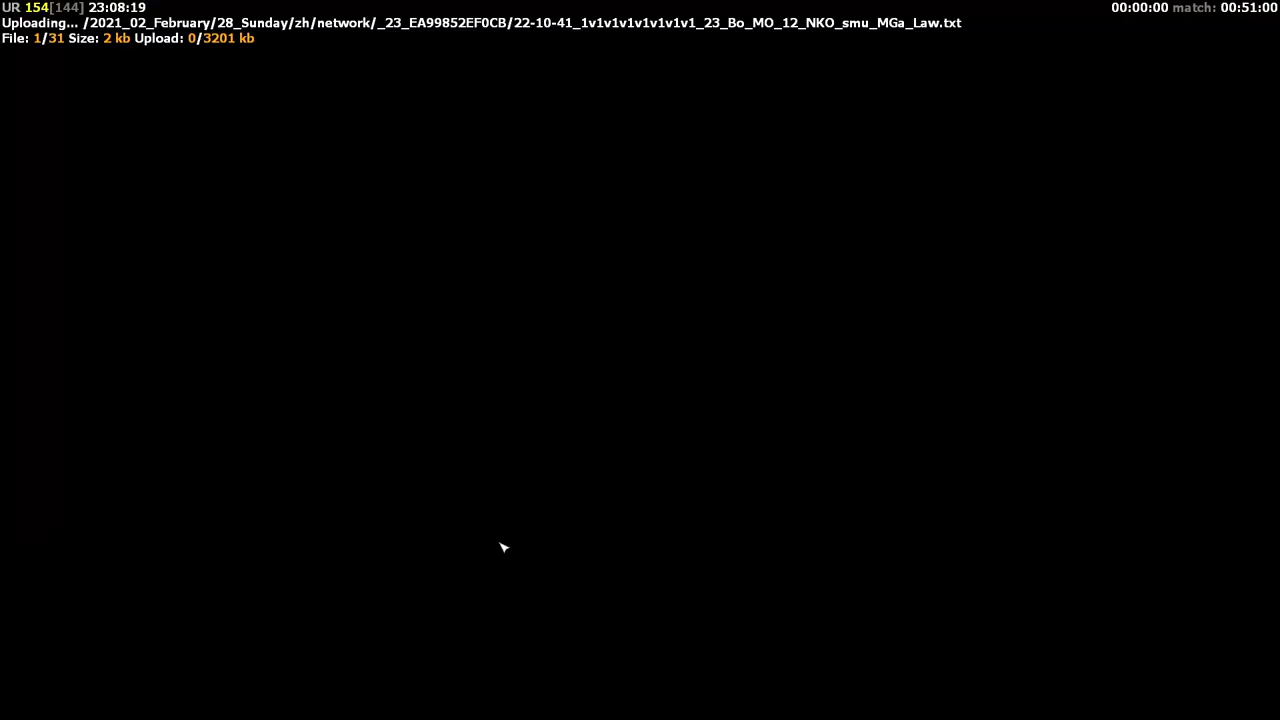 UR 154[144] 23:08:19 00:00:00 match: 00:51:00
Uploading... /2021_02_February/28_Sunday/zh/network/_23_EA99852EF0CB/22-10-41_1v1v1v1v1v1v1v1_23_Bo_MO_12_NKO_smu_MGa_Law.txt
File: 1/31 Size: 2 kb Upload: 0/3201 kb